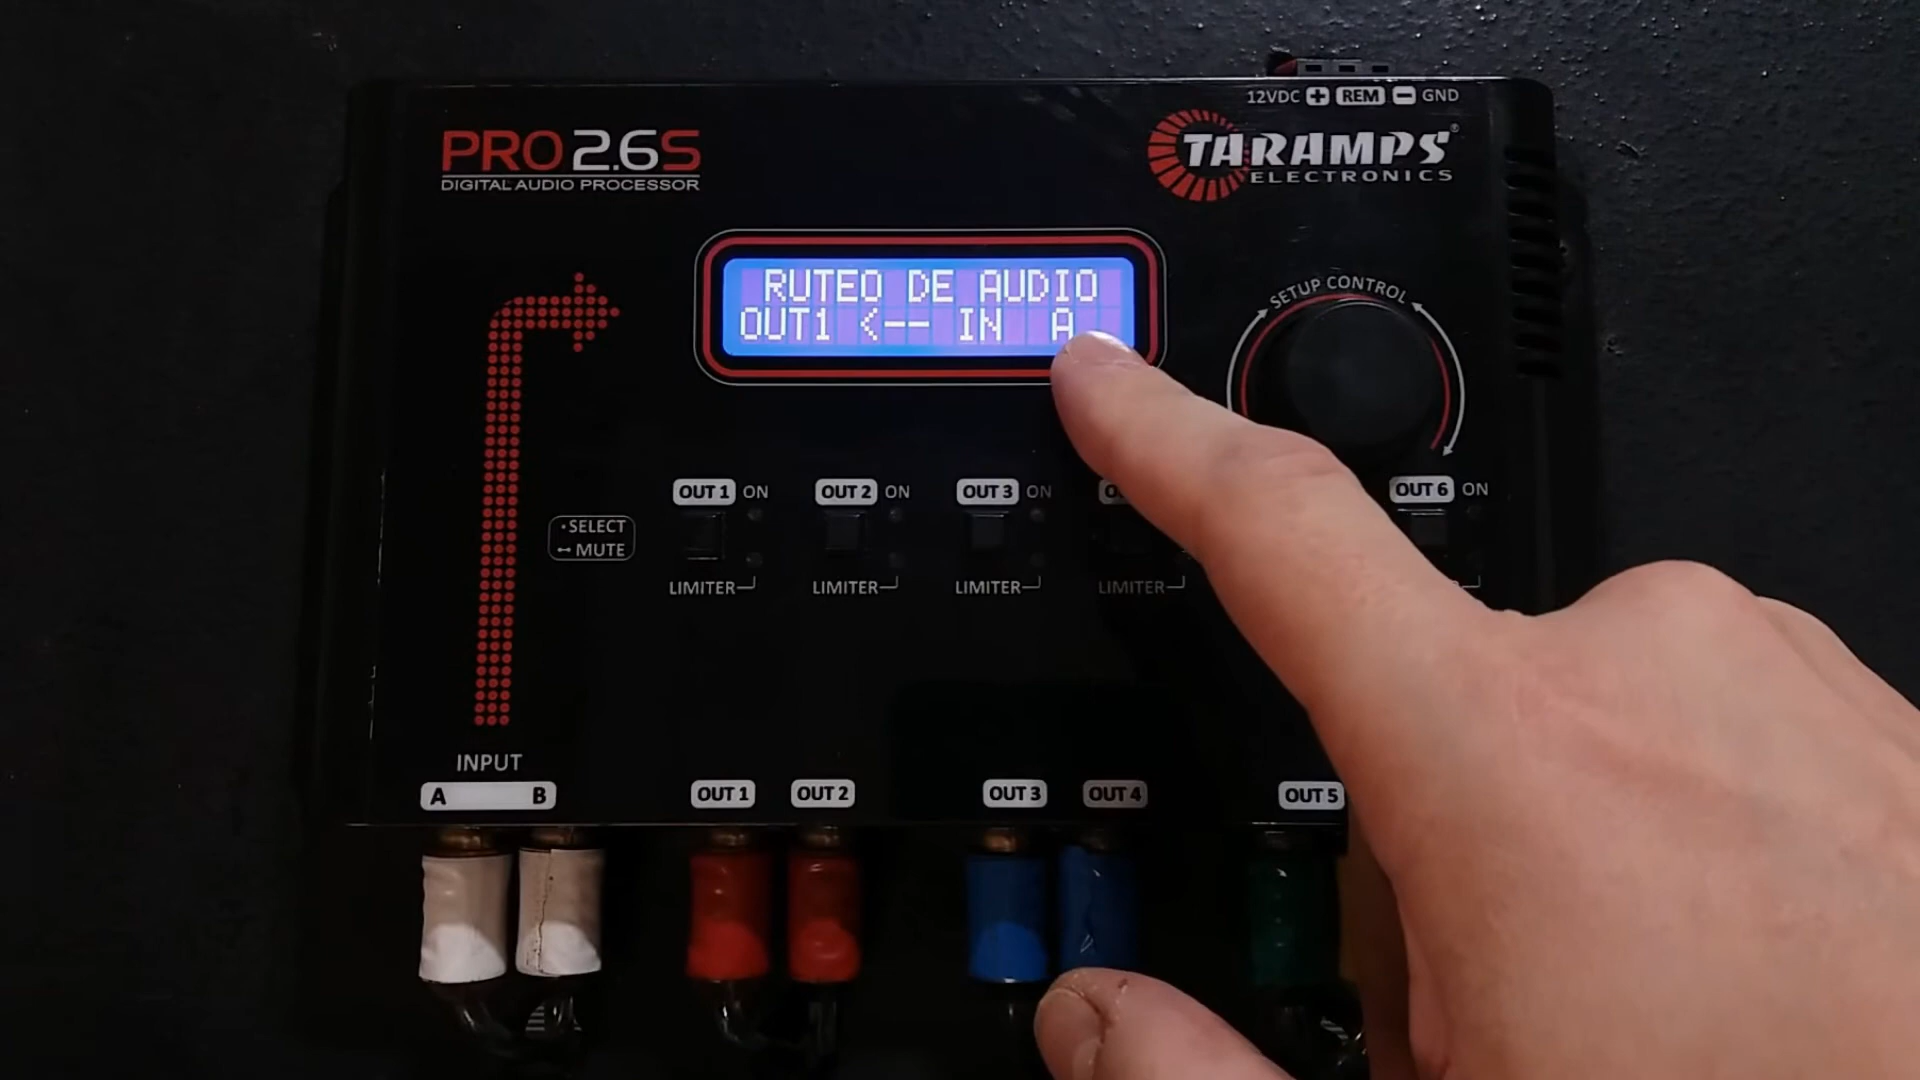 12VDC + REM - GND
PRO 2.6S
DIGITAL AUDIO PROCESSOR
TARAMPS®
ELECTRONICS
RUTEO DE AUDIO
OUT1 <-- IN A
SETUP CONTROL
OUT 1 ON
OUT 2 ON
OUT 3 ON
OUT 6 ON
SELECT
MUTE
LIMITER
LIMITER
LIMITER
LIMITER
INPUT
A B
OUT 1
OUT 2
OUT 3
OUT 4
OUT 5